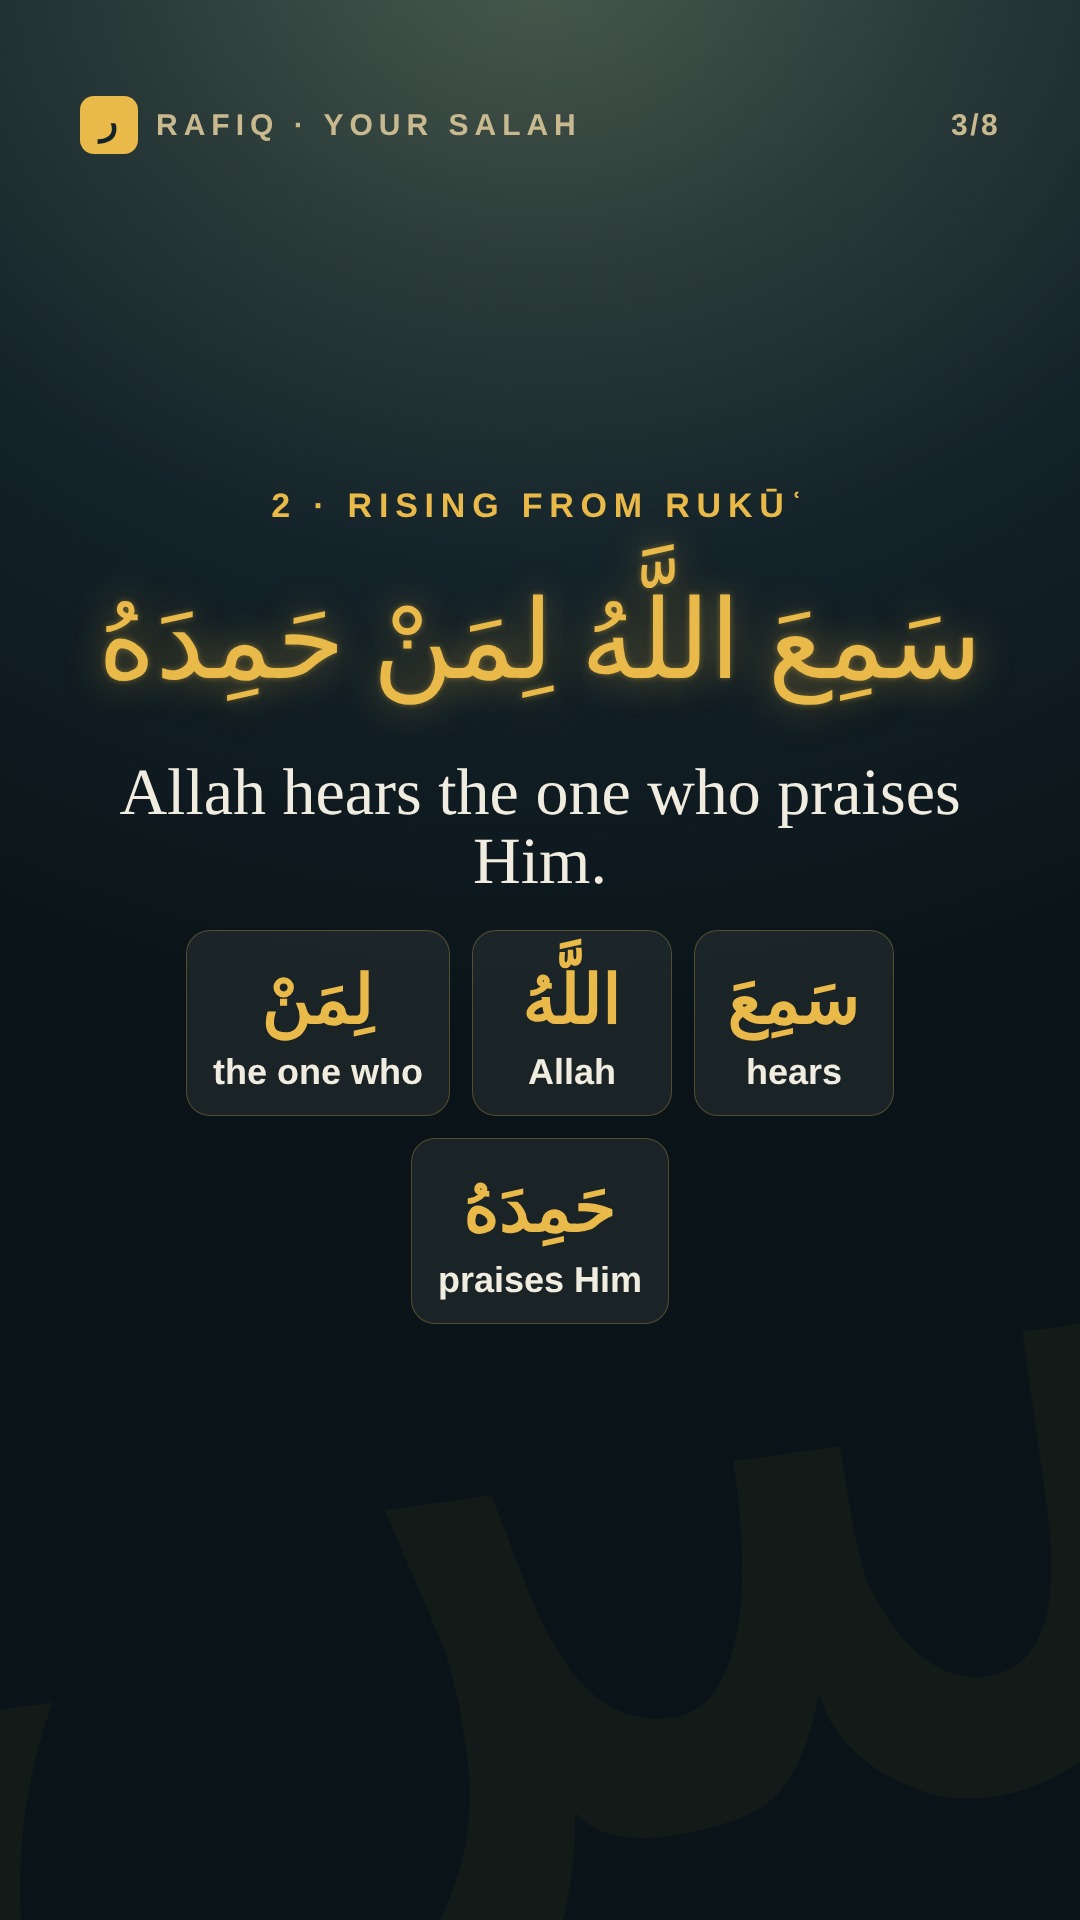 ر RAFIQ · YOUR SALAH 3/8
2 · RISING FROM RUKŪʿ
سَمِعَ اللَّهُ لِمَنْ حَمِدَهُ
Allah hears the one who praises
Him.
سَمِعَ اللَّهُ لِمَنْ
hears Allah the one who
حَمِدَهُ
praises Him